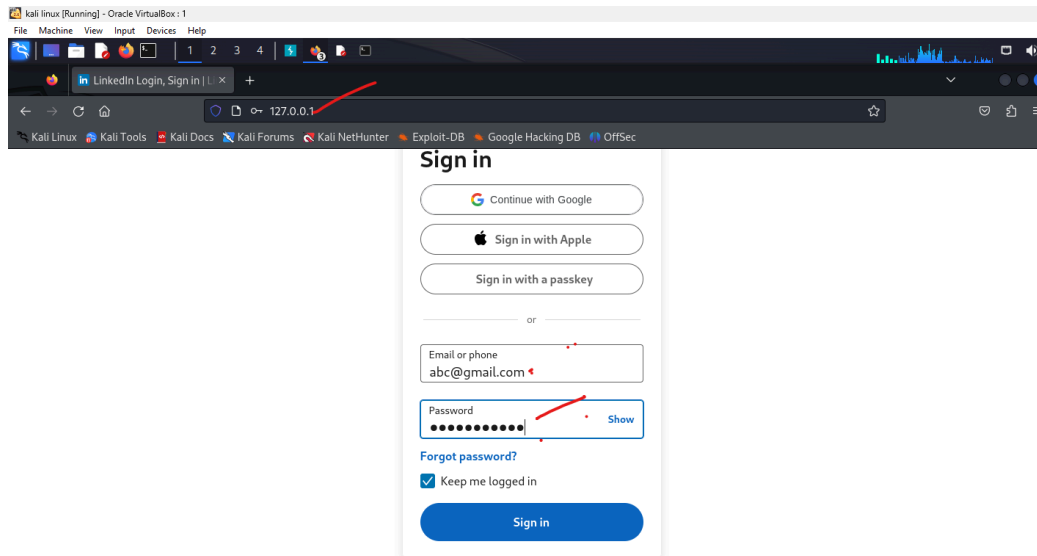 kali linux [Running] - Oracle VirtualBox : 1
File Machine View Input Devices Help
1 2 3 4
LinkedIn Login, Sign in | Li
127.0.0.1
Kali Linux Kali Tools Kali Docs Kali Forums Kali NetHunter Exploit-DB Google Hacking DB OffSec
Sign in
Continue with Google
Sign in with Apple
Sign in with a passkey
or
Email or phone
abc@gmail.com
Password
Show
Forgot password?
Keep me logged in
Sign in